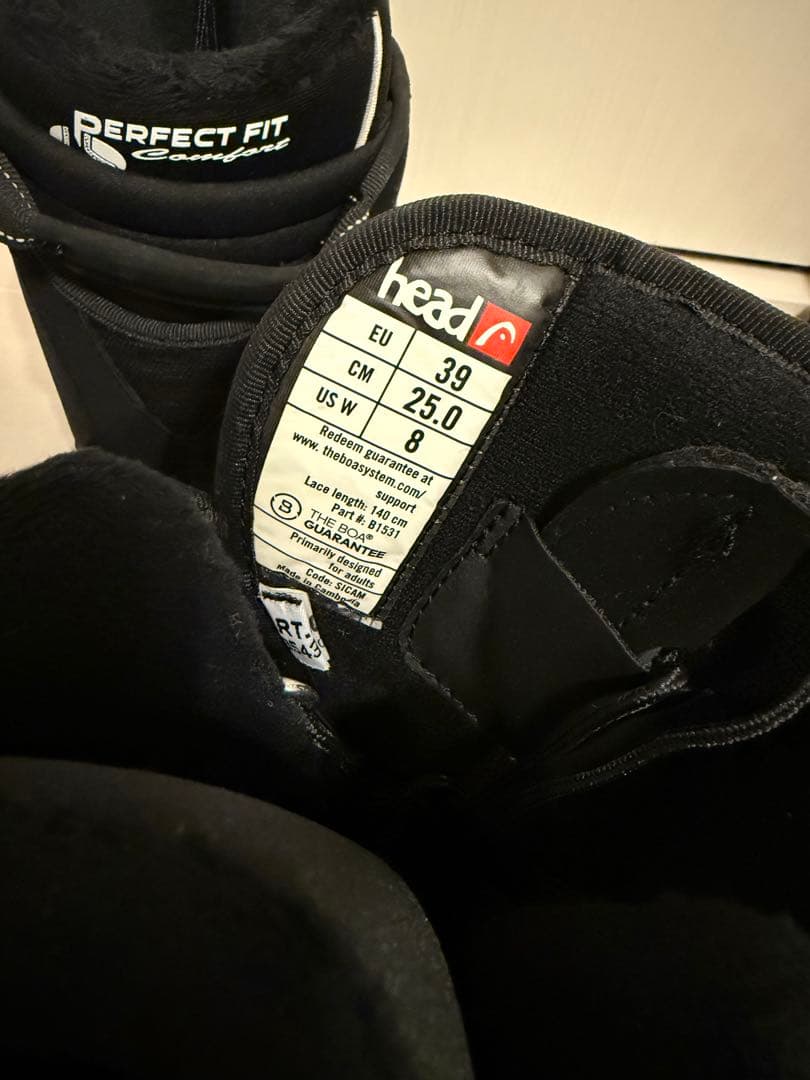 PERFECT FIT
Comfort
head
EU 39
CM 25.0
US W 8
Redeem guarantee at
www. theboasystem.com/
support
Lace length: 140 cm
Part #: B1531
THE BOA®
GUARANTEE
Primarily designed
for adults
Code: SICAM
Made in Cambodia